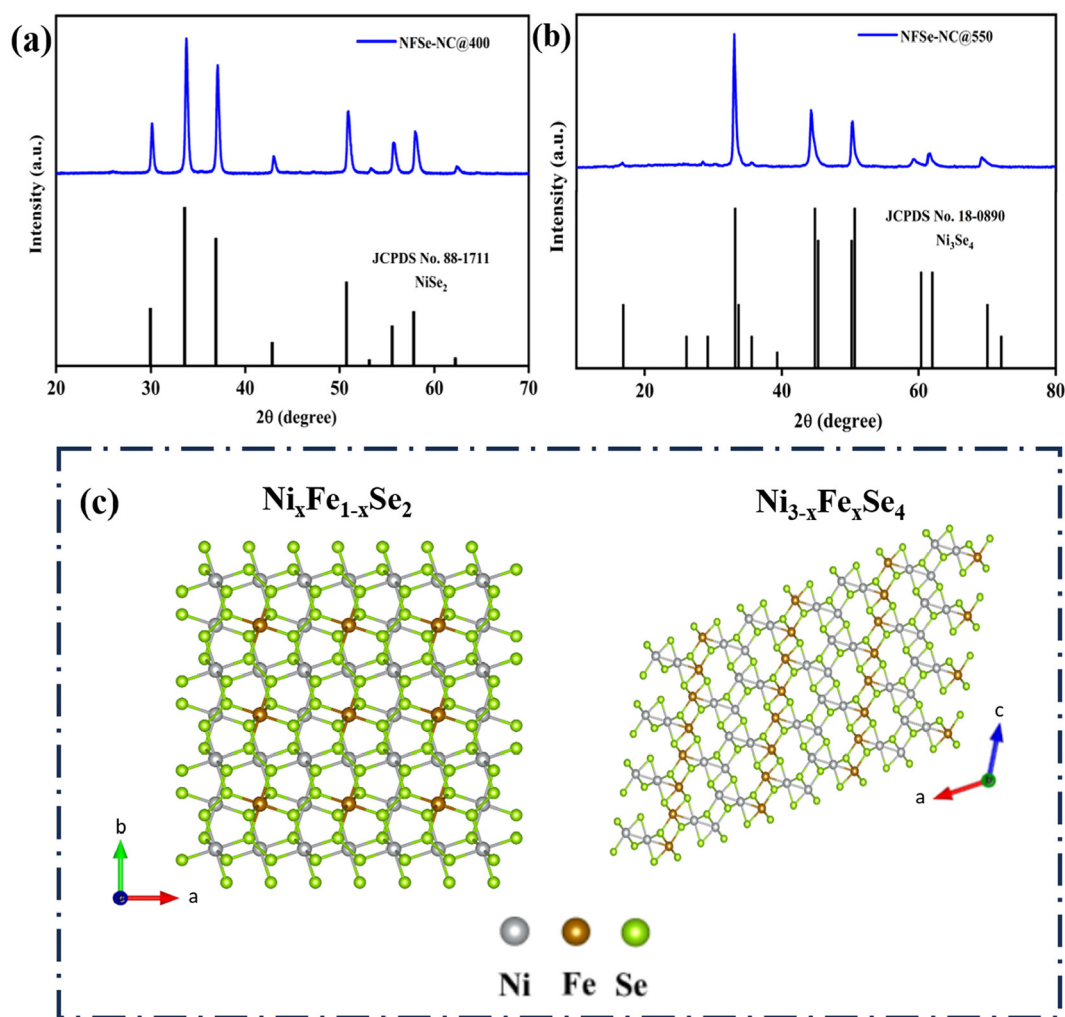 (a)
NFSe-NC@400
Intensity (a.u.)
JCPDS No. 88-1711
NiSe₂
20 30 40 50 60 70
2θ (degree)
(b)
NFSe-NC@550
Intensity (a.u.)
JCPDS No. 18-0890
Ni₃Se₄
20 40 60 80
2θ (degree)
(c)
NiₓFe₁₋ₓSe₂
Ni₃₋ₓFeₓSe₄
b
a
c
a
Ni Fe Se